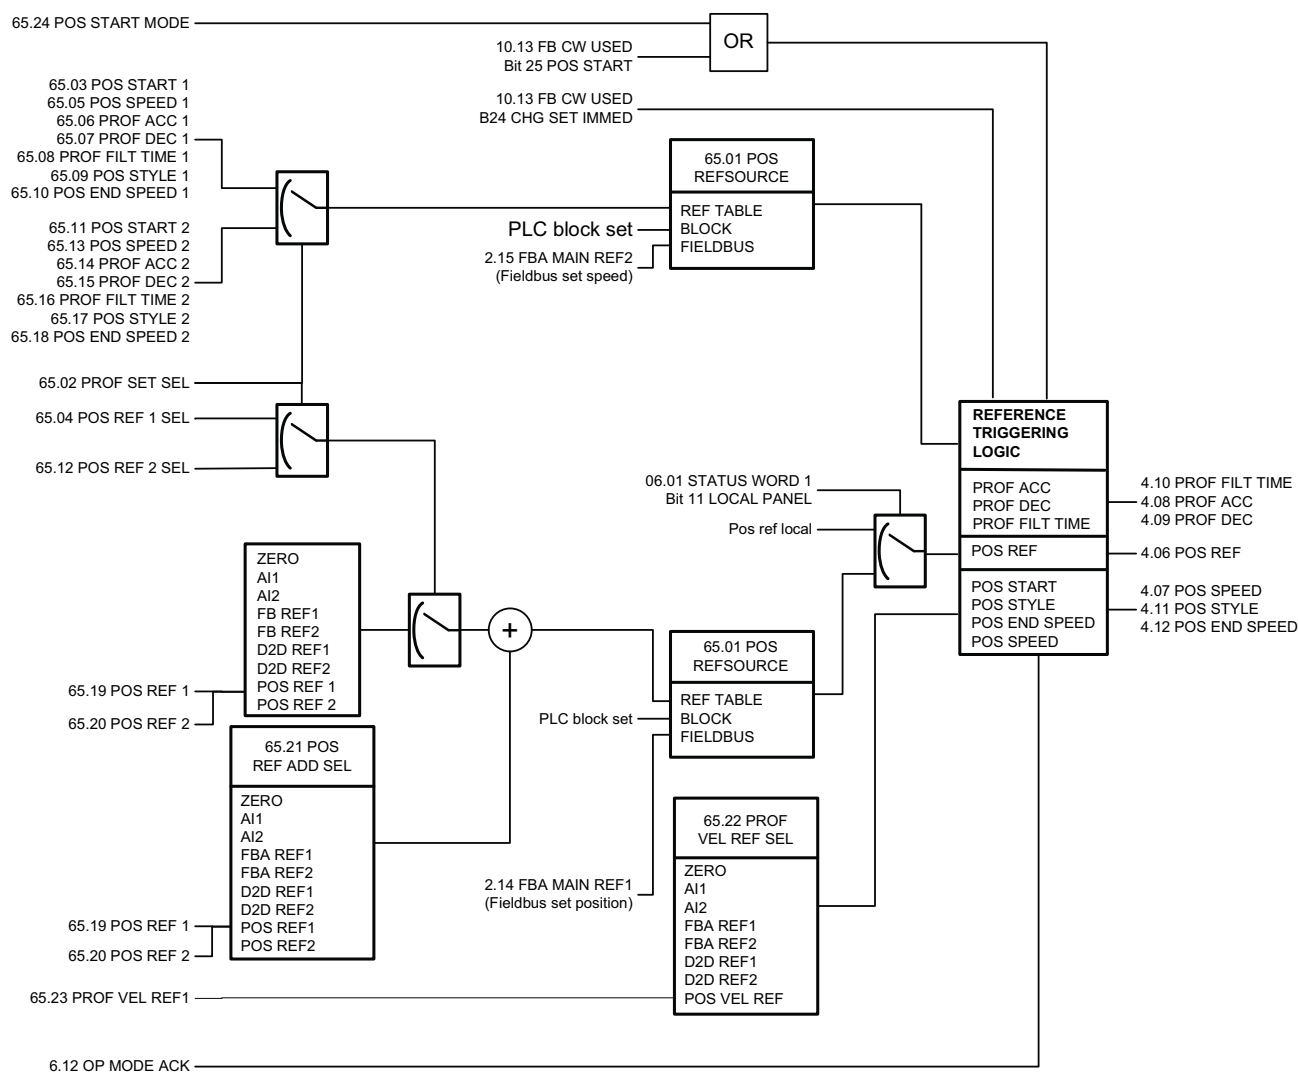 65.24 POS START MODE
OR
10.13 FB CW USED
Bit 25 POS START
65.03 POS START 1
65.05 POS SPEED 1
65.06 PROF ACC 1
65.07 PROF DEC 1
65.08 PROF FILT TIME 1
65.09 POS STYLE 1
65.10 POS END SPEED 1
10.13 FB CW USED
B24 CHG SET IMMED
65.01 POS
REFSOURCE
REF TABLE
BLOCK
FIELDBUS
PLC block set
2.15 FBA MAIN REF2
(Fieldbus set speed)
65.11 POS START 2
65.13 POS SPEED 2
65.14 PROF ACC 2
65.15 PROF DEC 2
65.16 PROF FILT TIME 2
65.17 POS STYLE 2
65.18 POS END SPEED 2
65.02 PROF SET SEL
65.04 POS REF 1 SEL
65.12 POS REF 2 SEL
REFERENCE
TRIGGERING
LOGIC
PROF ACC
PROF DEC
PROF FILT TIME
POS REF
POS START
POS STYLE
POS END SPEED
POS SPEED
4.10 PROF FILT TIME
4.08 PROF ACC
4.09 PROF DEC
4.06 POS REF
4.07 POS SPEED
4.11 POS STYLE
4.12 POS END SPEED
06.01 STATUS WORD 1
Bit 11 LOCAL PANEL
Pos ref local
ZERO
AI1
AI2
FB REF1
FB REF2
D2D REF1
D2D REF2
POS REF 1
POS REF 2
65.19 POS REF 1
65.20 POS REF 2
+
65.01 POS
REFSOURCE
REF TABLE
BLOCK
FIELDBUS
PLC block set
65.21 POS
REF ADD SEL
ZERO
AI1
AI2
FBA REF1
FBA REF2
D2D REF1
D2D REF2
POS REF1
POS REF2
65.19 POS REF 1
65.20 POS REF 2
2.14 FBA MAIN REF1
(Fieldbus set position)
65.22 PROF
VEL REF SEL
ZERO
AI1
AI2
FBA REF1
FBA REF2
D2D REF1
D2D REF2
POS VEL REF
65.23 PROF VEL REF1
6.12 OP MODE ACK